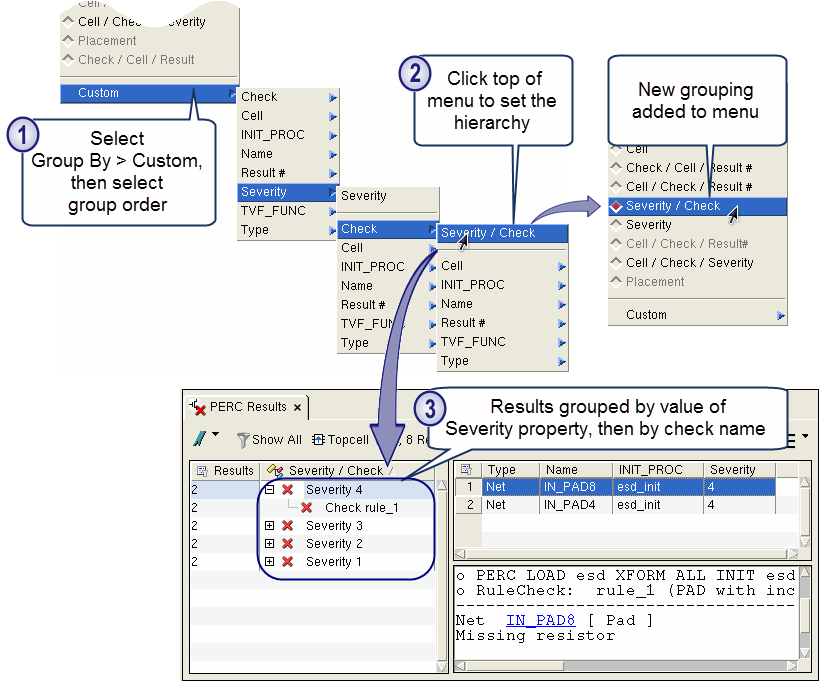 Cell / Check / Severity
Placement
Check / Cell / Result
Custom
1
Select
Group By > Custom,
then select
group order
Check
Cell
INIT_PROC
Name
Result #
Severity
TVF_FUNC
Type
Severity
Check
Cell
INIT_PROC
Name
Result #
TVF_FUNC
Type
2
Click top of
menu to set the
hierarchy
Severity / Check
Cell
INIT_PROC
Name
Result #
TVF_FUNC
Type
New grouping
added to menu
Cell
Check / Cell / Result #
Cell / Check / Result #
Severity / Check
Severity
Cell / Check / Result#
Cell / Check / Severity
Placement
Custom
PERC Results ×
3
Results grouped by value of
Severity property, then by check name
Show All Topcell , 8 Re
Results Severity / Check
2 Severity 4
2 Check rule_1
2 Severity 3
2 Severity 2
2 Severity 1
Type Name INIT_PROC Severity
1 Net IN_PAD8 esd_init 4
2 Net IN_PAD4 esd_init 4
o PERC LOAD esd XFORM ALL INIT esd
o RuleCheck: rule_1 (PAD with inc
Net IN_PAD8 [ Pad ]
Missing resistor